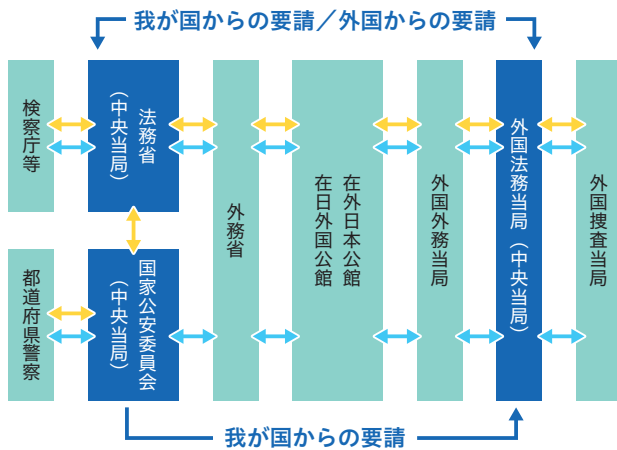 我が国からの要請／外国からの要請
検察庁等
法務省
（中央当局）
都道府県警察
国家公安委員会
（中央当局）
外務省
在外日本公館
在日外国公館
外国外務当局
外国法務当局（中央当局）
外国捜査当局
我が国からの要請